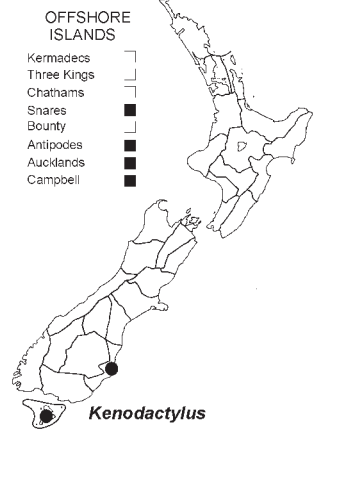 OFFSHORE
ISLANDS
Kermadecs
Three Kings
Chathams
Snares
Bounty
Antipodes
Aucklands
Campbell
Kenodactylus